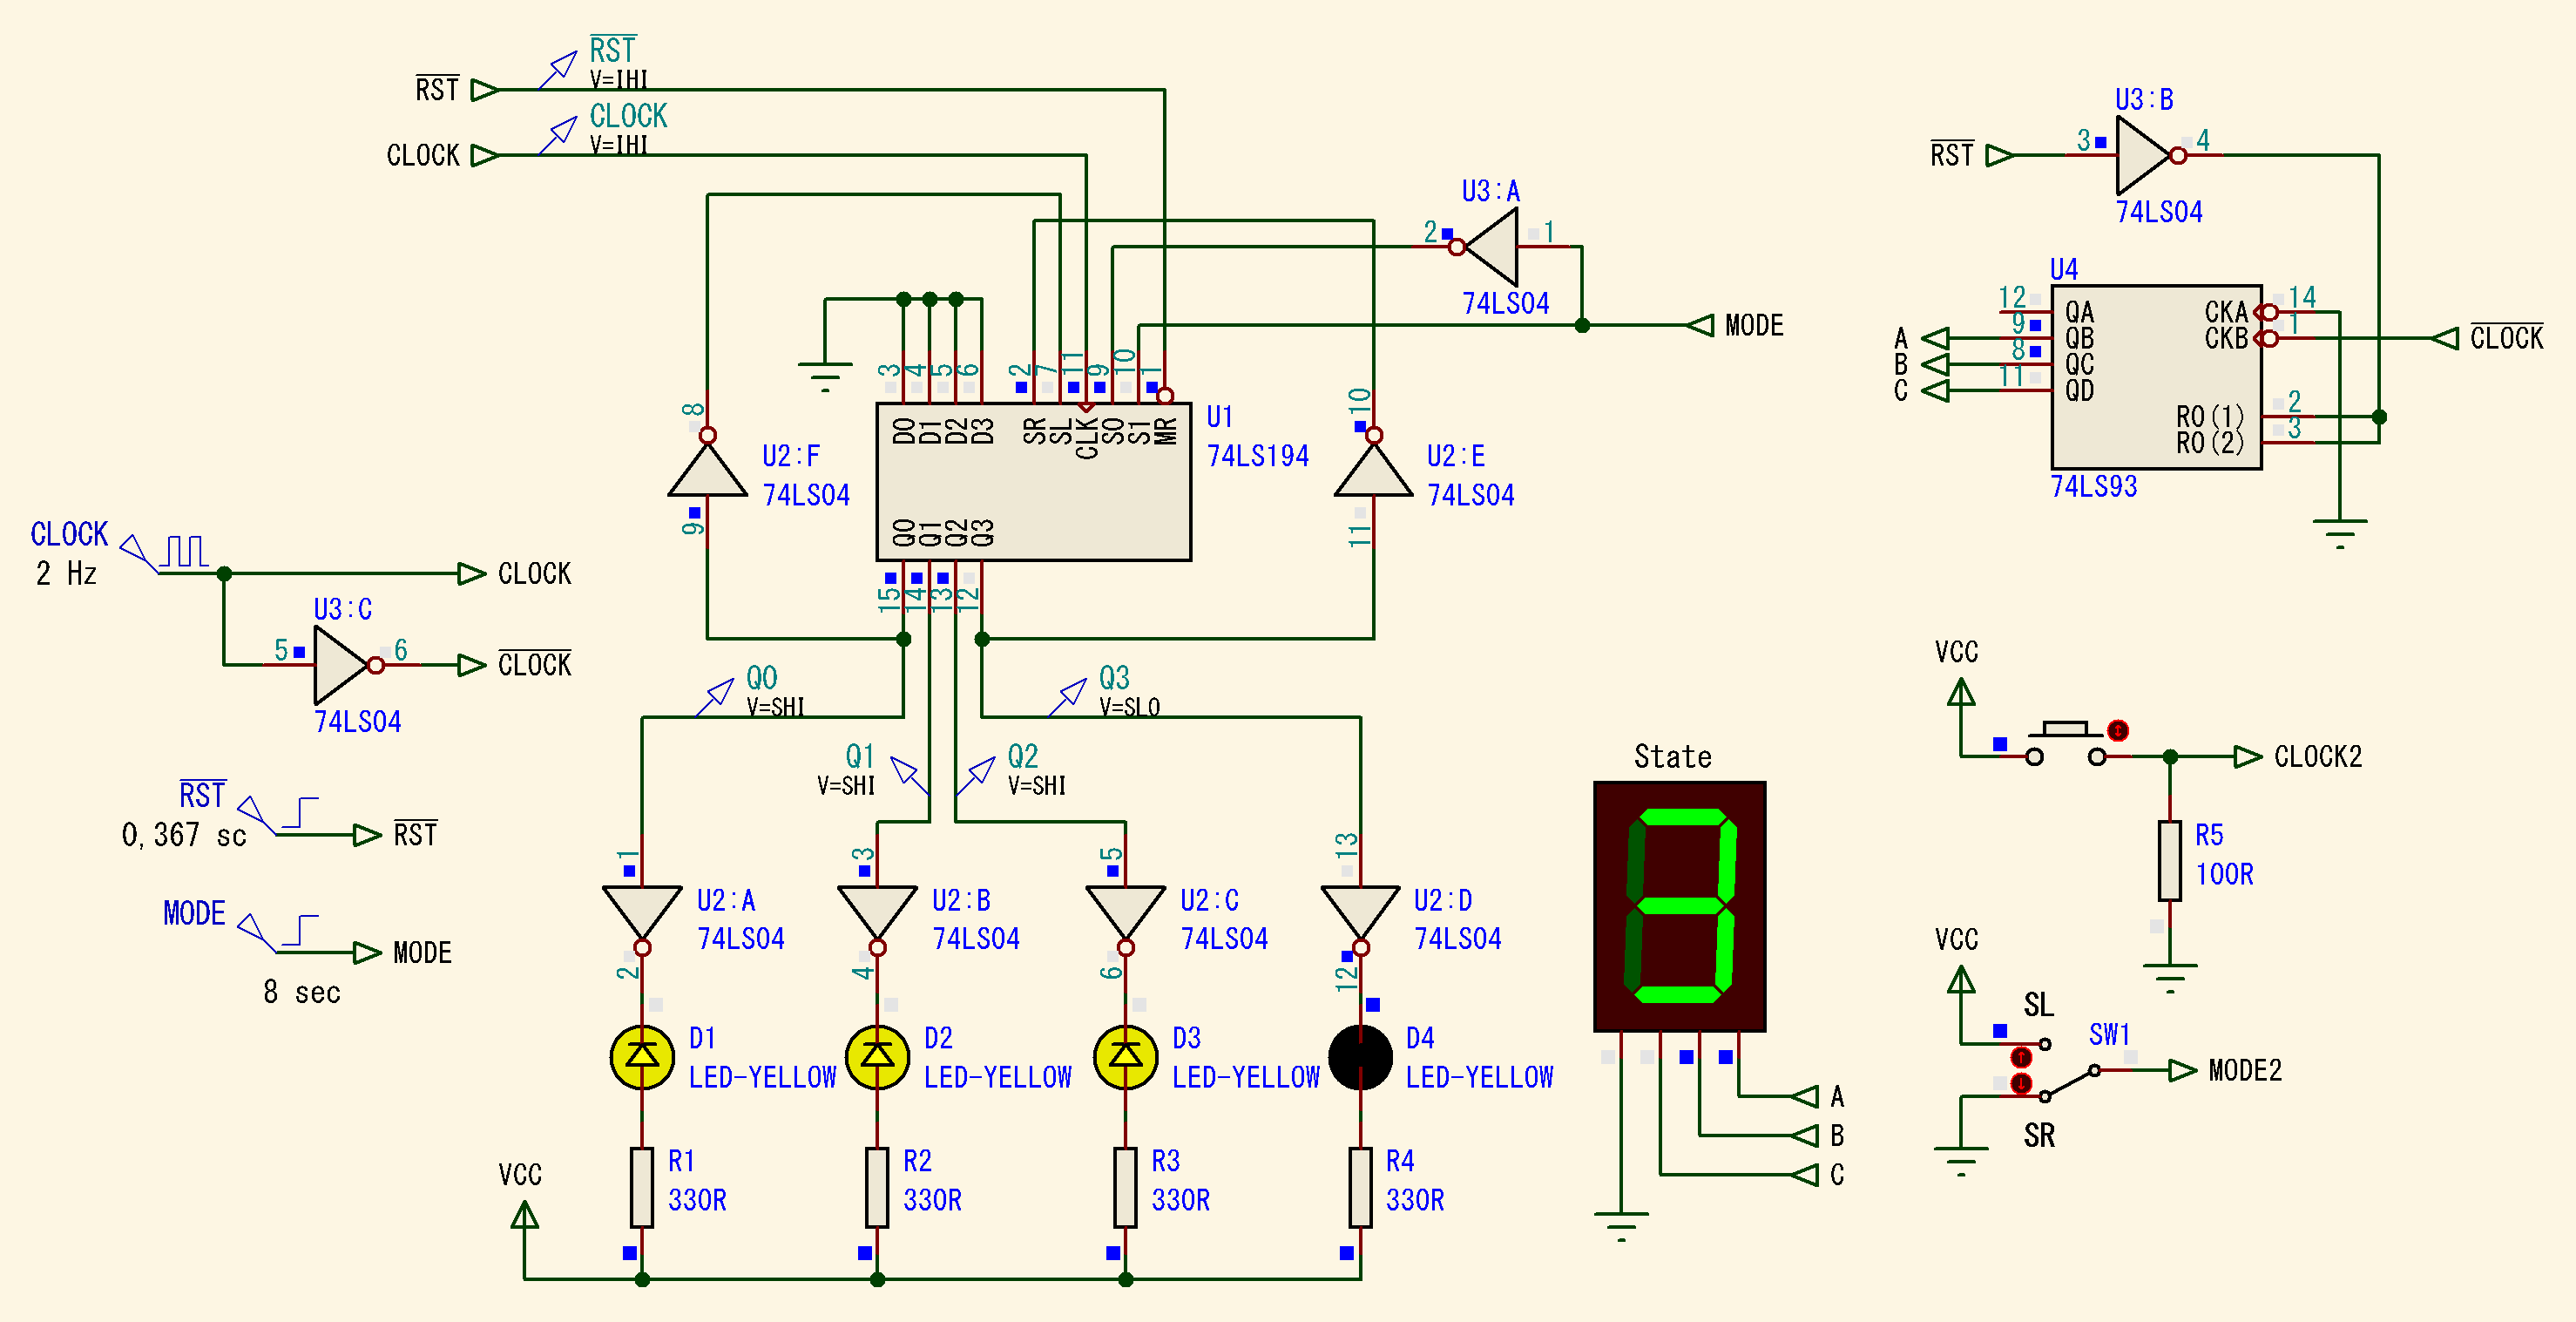 RST
V=IHI
RST
CLOCK
V=IHI
CLOCK
U3:A
2
1
74LS04
MODE
U3:B
RST
3
4
74LS04
U4
12
9
8
11
A
B
C
QA
QB
QC
QD
CKA
CKB
R0(1)
R0(2)
14
1
2
3
CLOCK
74LS93
3
4
5
6
2
7
11
9
10
1
D0
D1
D2
D3
SR
SL
CLK
S0
S1
MR
U1
74LS194
Q0
Q1
Q2
Q3
15
14
13
12
8
U2:F
74LS04
9
10
U2:E
74LS04
11
CLOCK
2 Hz
CLOCK
U3:C
5
6
CLOCK
74LS04
RST
0,367 sc
RST
MODE
MODE
8 sec
Q0
V=SHI
Q3
V=SLO
Q1
V=SHI
Q2
V=SHI
1
U2:A
74LS04
2
3
U2:B
74LS04
4
5
U2:C
74LS04
6
13
U2:D
74LS04
12
D1
LED-YELLOW
D2
LED-YELLOW
D3
LED-YELLOW
D4
LED-YELLOW
R1
330R
R2
330R
R3
330R
R4
330R
VCC
State
3
A
B
C
VCC
CLOCK2
R5
100R
VCC
SL
SW1
MODE2
SR